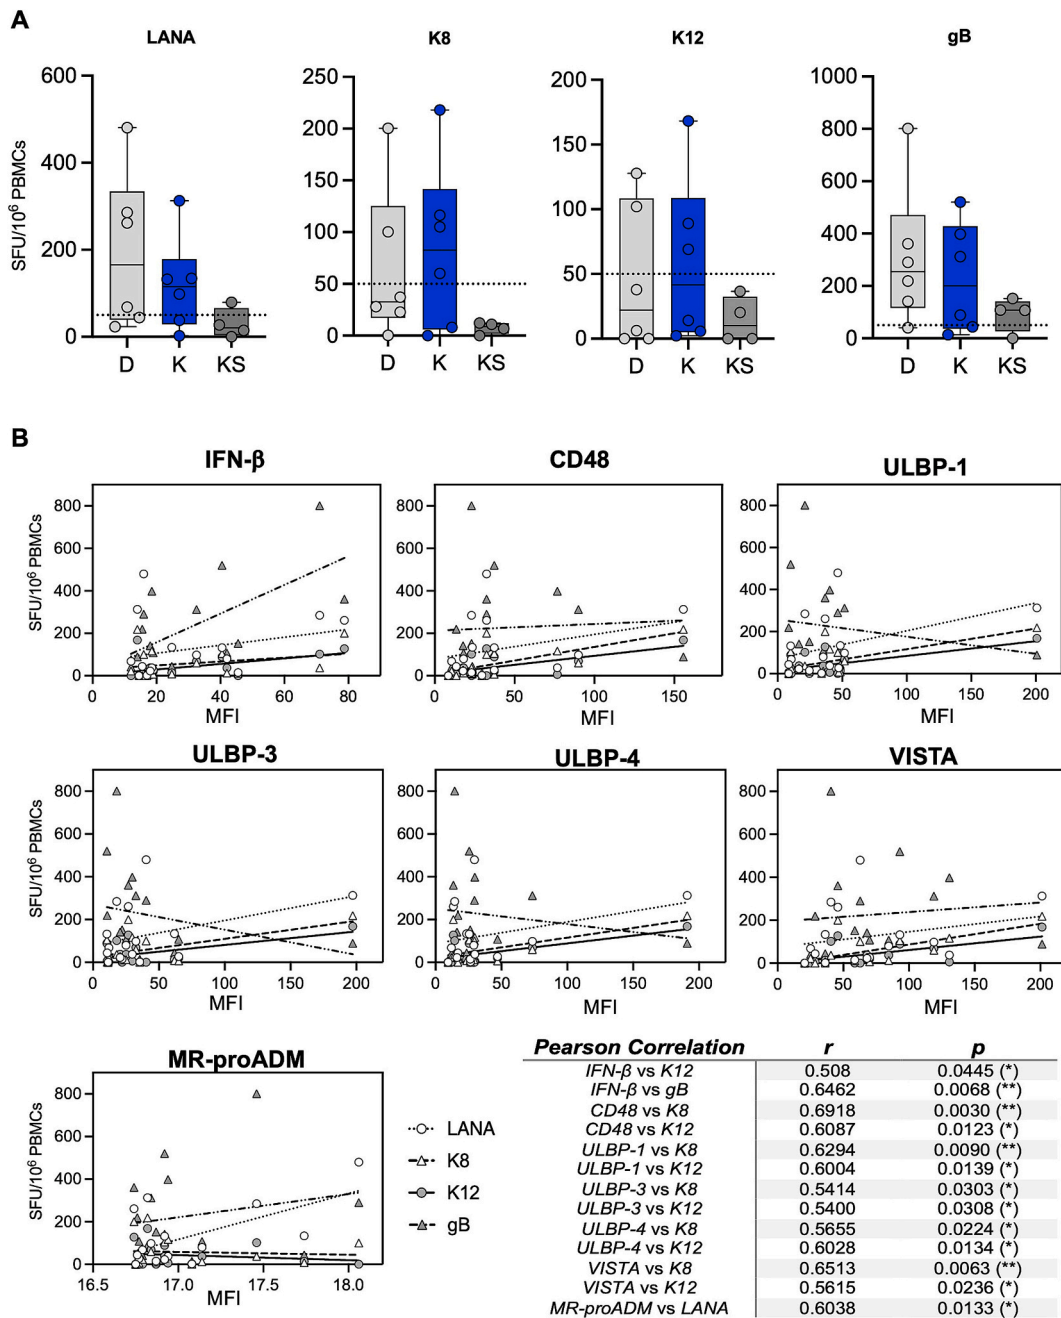 A
LANA K8 K12 gB
SFU/10⁶ PBMCs
600 400 200 0
D K KS
250 200 150 100 50 0
D K KS
200 150 100 50 0
D K KS
1000 800 600 400 200 0
D K KS
B
IFN-β CD48 ULBP-1
SFU/10⁶ PBMCs
800 600 400 200 0
0 20 40 60 80
MFI
800 600 400 200 0
0 50 100 150
MFI
800 600 400 200 0
0 50 100 150 200
MFI
ULBP-3 ULBP-4 VISTA
SFU/10⁶ PBMCs
800 600 400 200 0
0 50 100 150 200
MFI
800 600 400 200 0
0 50 100 150 200
MFI
800 600 400 200 0
0 50 100 150 200
MFI
MR-proADM
SFU/10⁶ PBMCs
800 600 400 200 0
16.5 17.0 17.5 18.0
MFI
LANA
K8
K12
gB
Pearson Correlation r p
IFN-β vs K12 0.508 0.0445 (*)
IFN-β vs gB 0.6462 0.0068 (**)
CD48 vs K8 0.6918 0.0030 (**)
CD48 vs K12 0.6087 0.0123 (*)
ULBP-1 vs K8 0.6294 0.0090 (**)
ULBP-1 vs K12 0.6004 0.0139 (*)
ULBP-3 vs K8 0.5414 0.0303 (*)
ULBP-3 vs K12 0.5400 0.0308 (*)
ULBP-4 vs K8 0.5655 0.0224 (*)
ULBP-4 vs K12 0.6028 0.0134 (*)
VISTA vs K8 0.6513 0.0063 (**)
VISTA vs K12 0.5615 0.0236 (*)
MR-proADM vs LANA 0.6038 0.0133 (*)